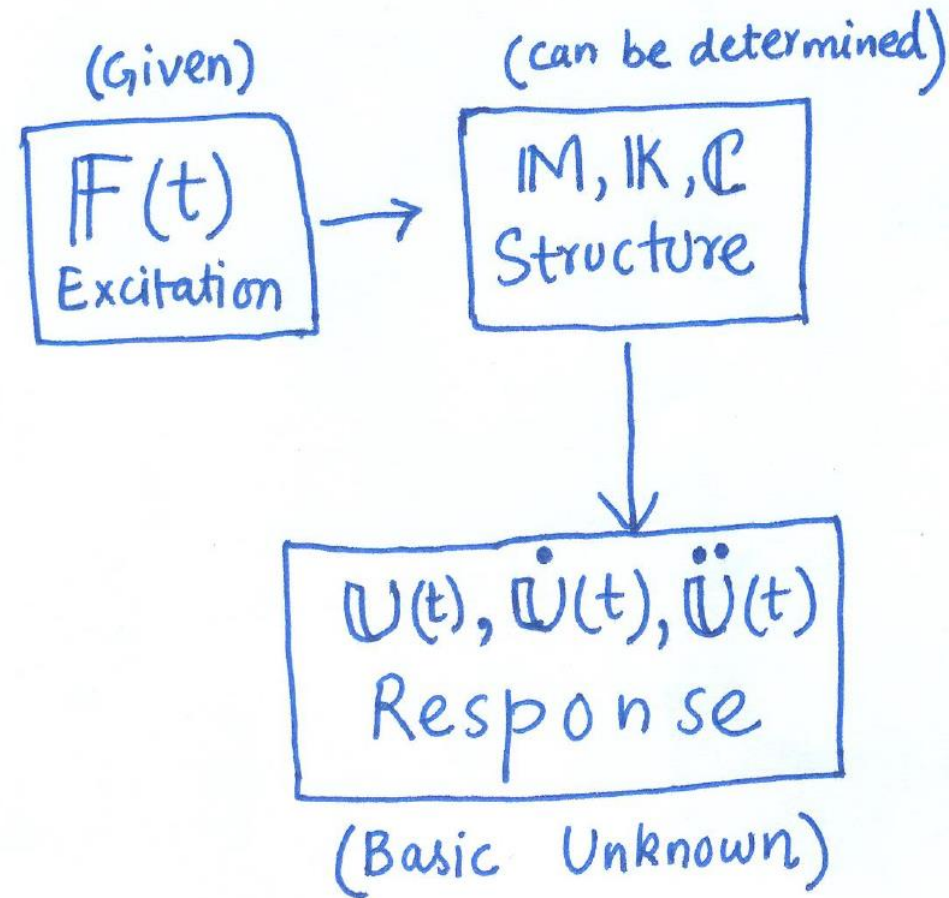 (Given)
𝔽(t)
Excitation
(can be determined)
𝕄, 𝕂, ℂ
Structure
𝕌(t), 𝕌̇(t), 𝕌̈(t)
Response
(Basic Unknown)